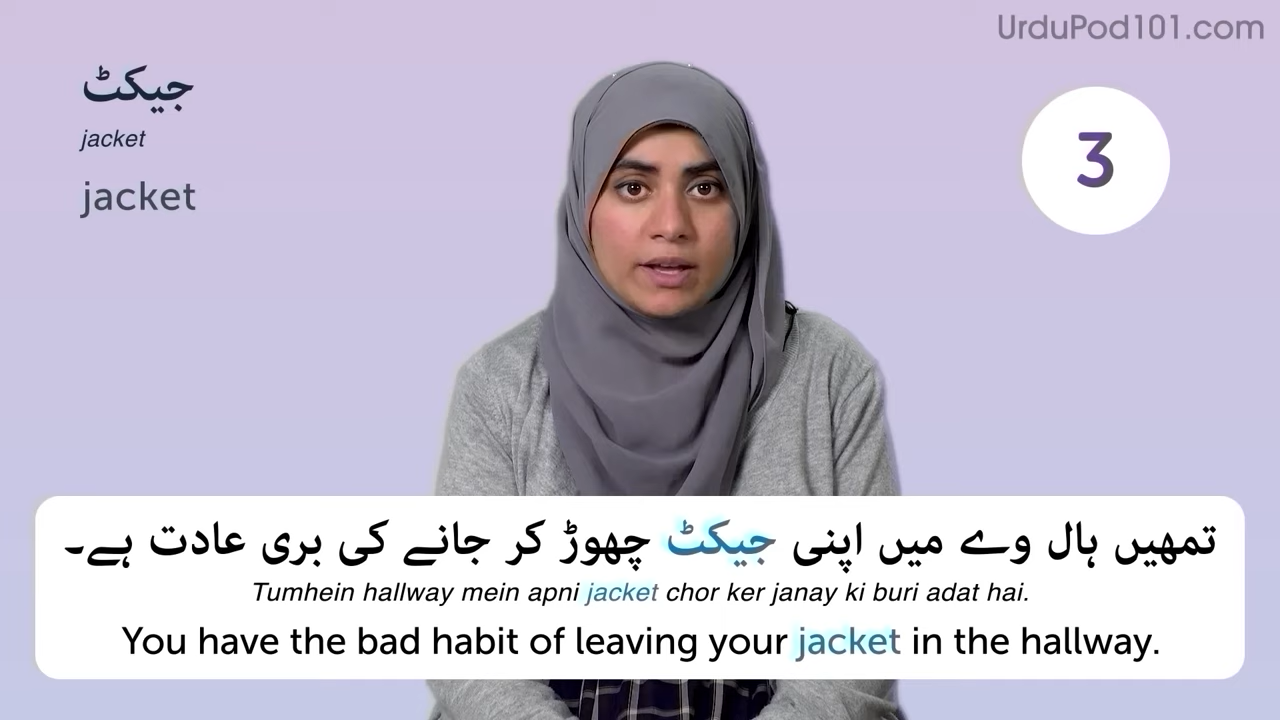 UrduPod101.com
جیکٹ
jacket
jacket
3
تمھیں ہال وے میں اپنی جیکٹ چھوڑ کر جانے کی بری عادت ہے۔
Tumhein hallway mein apni jacket chor ker janay ki buri adat hai.
You have the bad habit of leaving your jacket in the hallway.